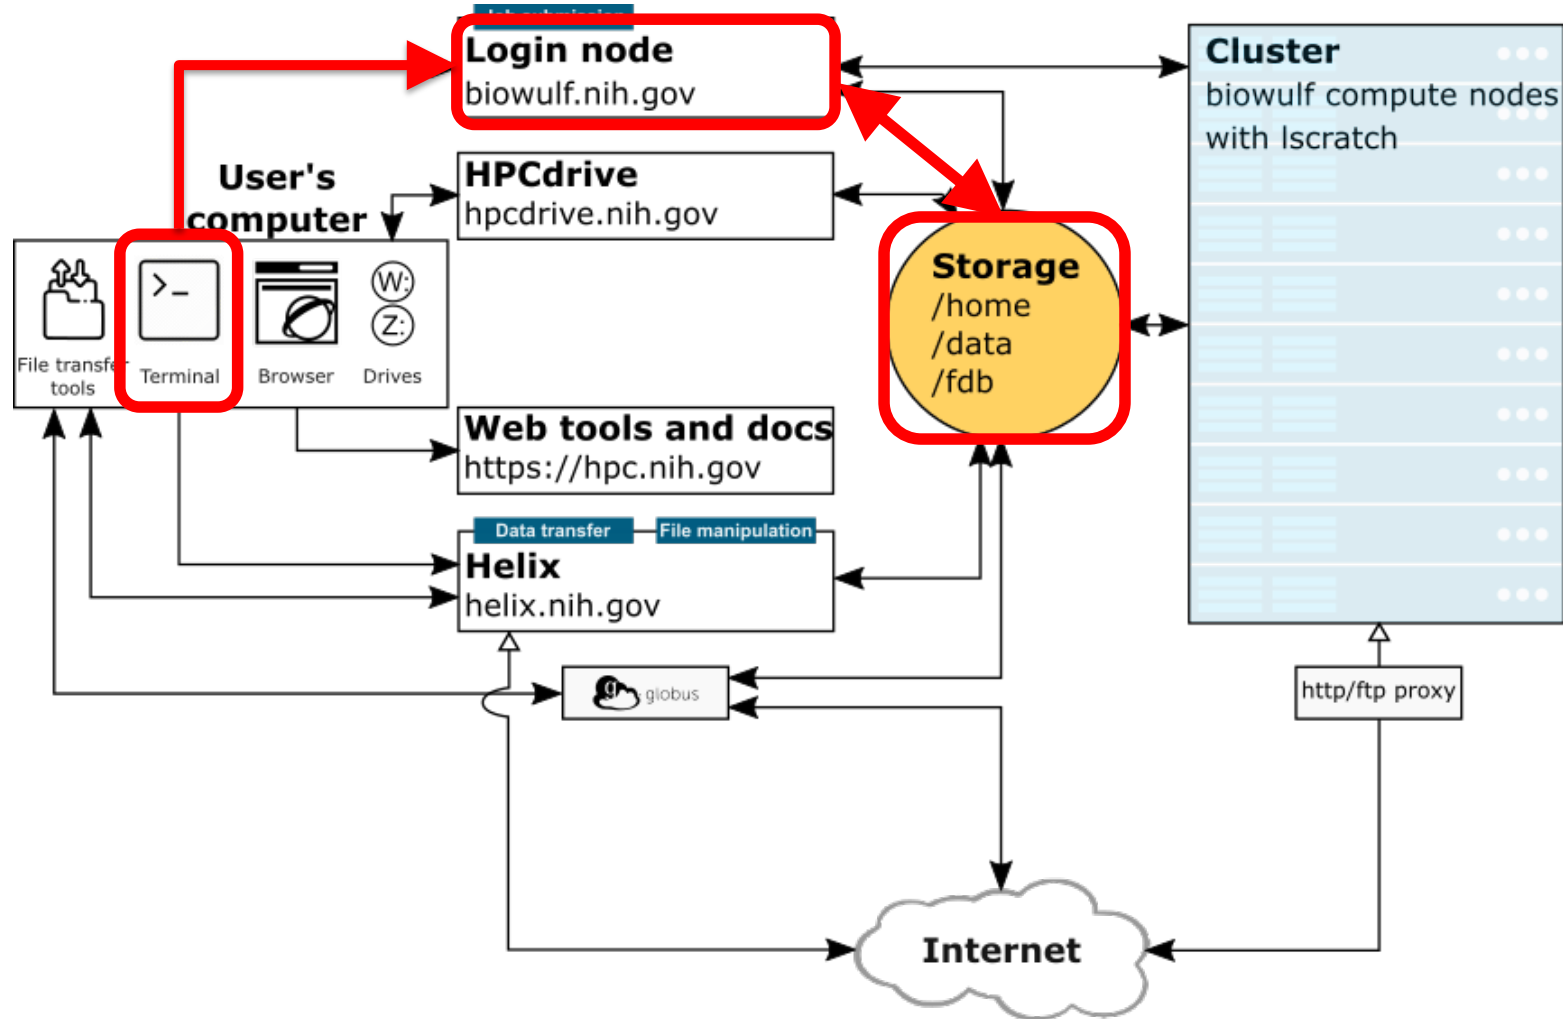 Job submission
Login node
biowulf.nih.gov
Cluster
biowulf compute nodes
with lscratch
HPCdrive
hpcdrive.nih.gov
User's
computer
>_
W:
Z:
File transfer
tools
Terminal
Browser
Drives
Storage
/home
/data
/fdb
Web tools and docs
https://hpc.nih.gov
Data transfer
File manipulation
Helix
helix.nih.gov
g globus
http/ftp proxy
Internet